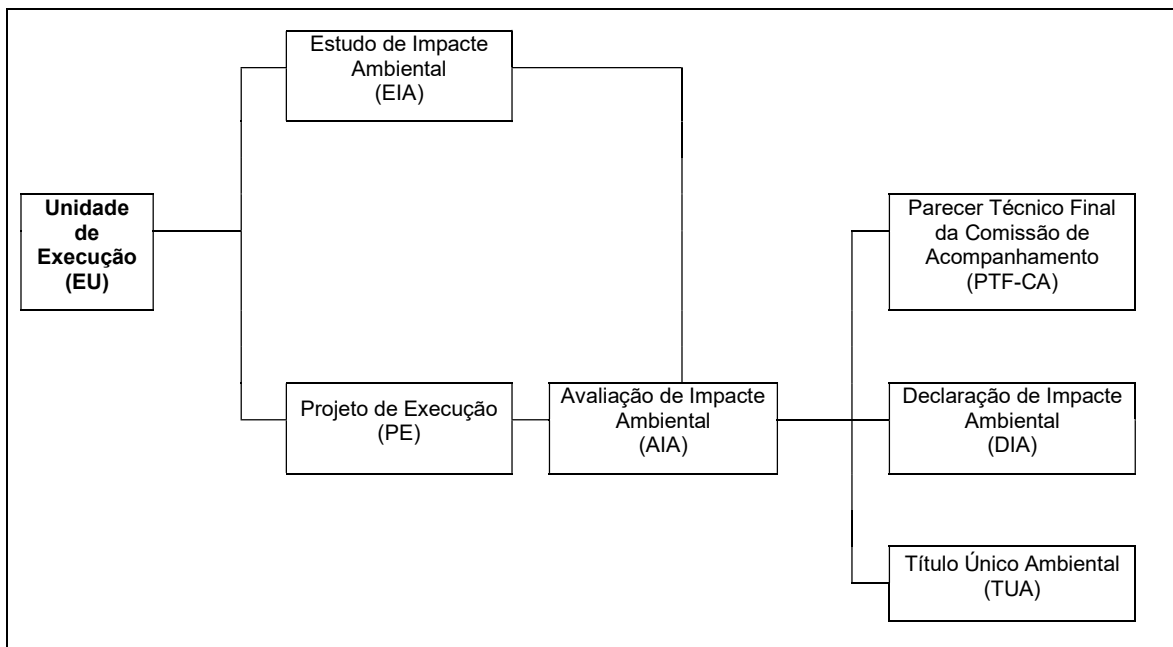 Estudo de Impacte
Ambiental
(EIA)
Unidade
de
Execução
(EU)
Projeto de Execução
(PE)
Avaliação de Impacte
Ambiental
(AIA)
Parecer Técnico Final
da Comissão de
Acompanhamento
(PTF-CA)
Declaração de Impacte
Ambiental
(DIA)
Título Único Ambiental
(TUA)